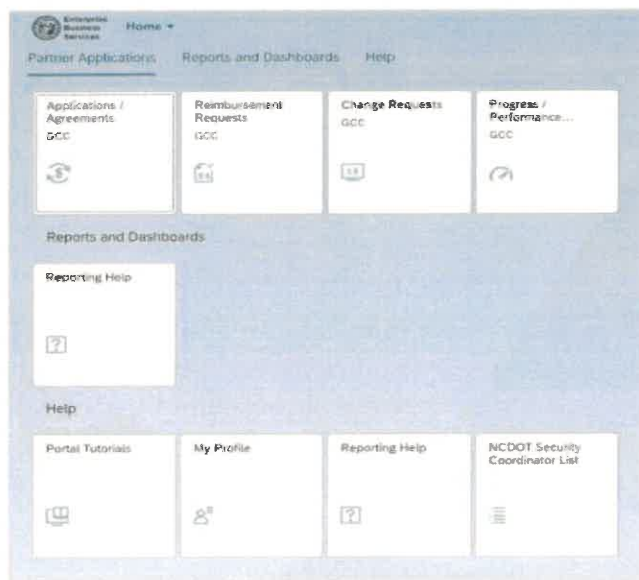 Enterprise
Business
Services
Home
Partner Applications
Reports and Dashboards
Help
Applications /
Agreements
GCC
Reimbursement
Requests
GCC
Change Requests
GCC
Progress /
Performance...
GCC
Reports and Dashboards
Reporting Help
Help
Portal Tutorials
My Profile
Reporting Help
NCDOT Security
Coordinator List